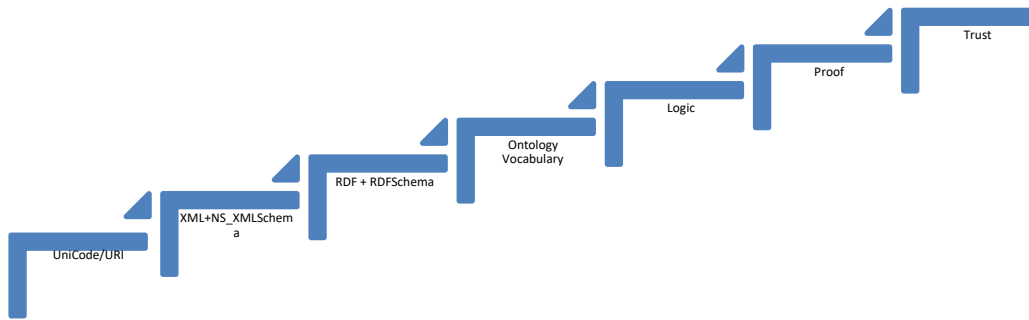 UniCode/URI
XML+NS_XMLSchem
a
RDF + RDFSchema
Ontology
Vocabulary
Logic
Proof
Trust